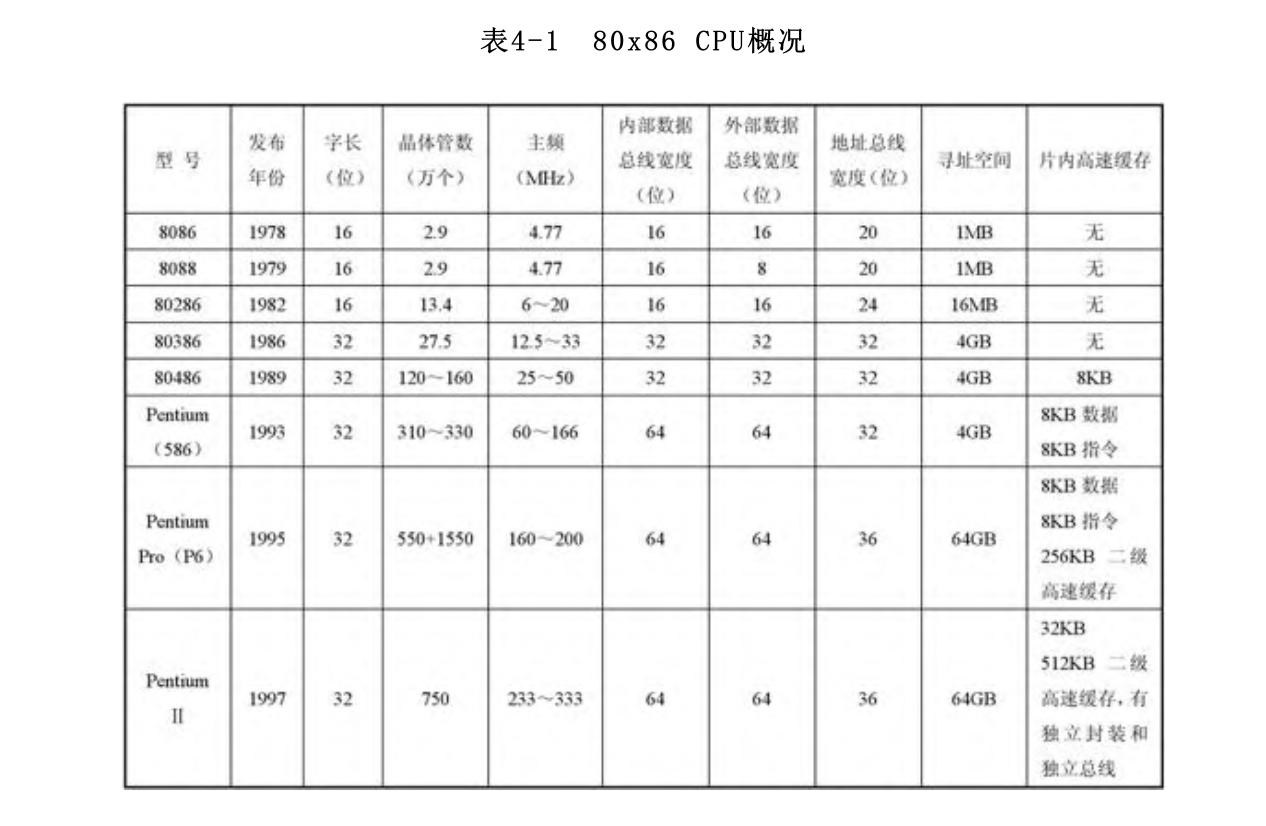 表4-1 80x86 CPU概况
型 号 发布年份 字长（位） 晶体管数（万个） 主频（MHz） 内部数据总线宽度（位） 外部数据总线宽度（位） 地址总线宽度（位） 寻址空间 片内高速缓存
8086 1978 16 2.9 4.77 16 16 20 1MB 无
8088 1979 16 2.9 4.77 16 8 20 1MB 无
80286 1982 16 13.4 6～20 16 16 24 16MB 无
80386 1986 32 27.5 12.5～33 32 32 32 4GB 无
80486 1989 32 120～160 25～50 32 32 32 4GB 8KB
Pentium（586） 1993 32 310～330 60～166 64 64 32 4GB 8KB 数据 8KB 指令
Pentium Pro（P6） 1995 32 550+1550 160～200 64 64 36 64GB 8KB 数据 8KB 指令 256KB 二级高速缓存
Pentium Ⅱ 1997 32 750 233～333 64 64 36 64GB 32KB 512KB 二级高速缓存，有独立封装和独立总线